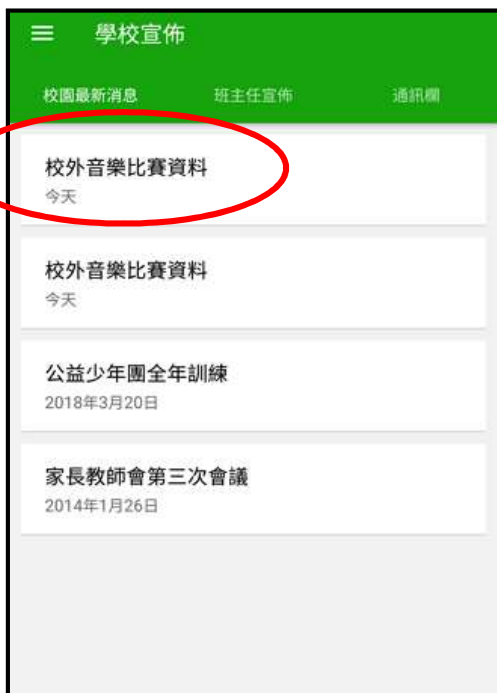 學校宣佈
校園最新消息 班主任宣佈 通訊欄
校外音樂比賽資料
今天
校外音樂比賽資料
今天
公益少年團全年訓練
2018年3月20日
家長教師會第三次會議
2014年1月26日